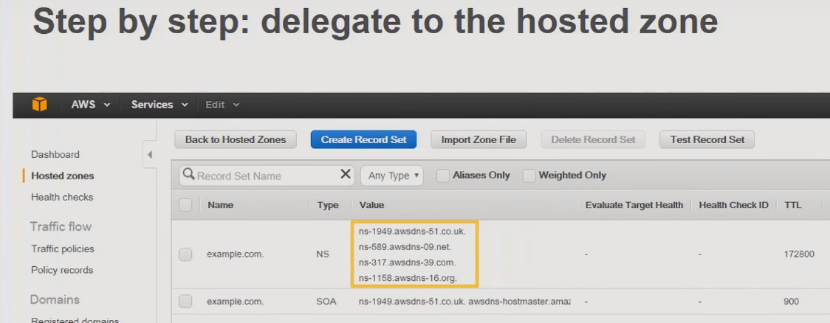 Step by step: delegate to the hosted zone
AWS Services Edit
Back to Hosted Zones Create Record Set Import Zone File Delete Record Set Test Record Set
Dashboard
Hosted zones
Health checks
Traffic flow
Traffic policies
Policy records
Domains
Registered domains
Record Set Name X Any Type Aliases Only Weighted Only
Name Type Value Evaluate Target Health Health Check ID TTL
example.com. NS ns-1949.awsdns-51.co.uk. - - 172800
ns-589.awsdns-09.net.
ns-317.awsdns-39.com.
ns-1158.awsdns-16.org.
example.com. SOA ns-1949.awsdns-51.co.uk. awsdns-hostmaster.amaz - - 900